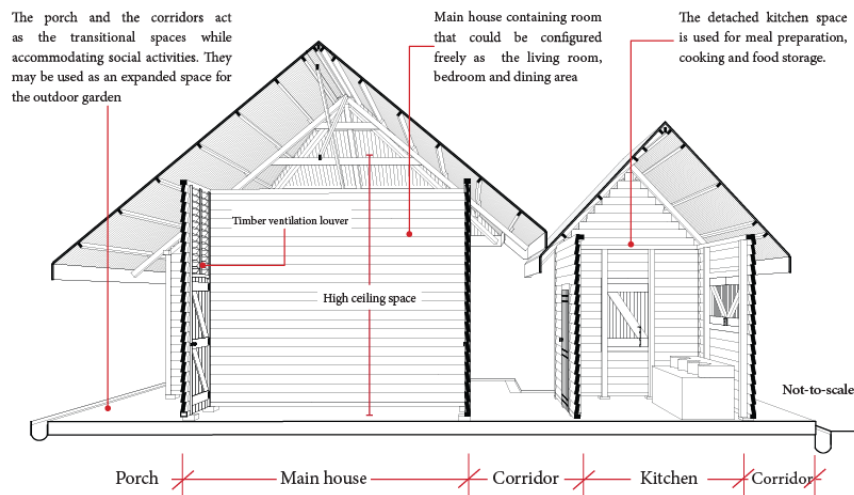 The porch and the corridors act
as the transitional spaces while
accommodating social activities. They
may be used as an expanded space for
the outdoor garden
Main house containing room
that could be configured
freely as the living room,
bedroom and dining area
The detached kitchen space
is used for meal preparation,
cooking and food storage.
Timber ventilation louver
High ceiling space
Not-to-scale
Porch
Main house
Corridor
Kitchen
Corridor